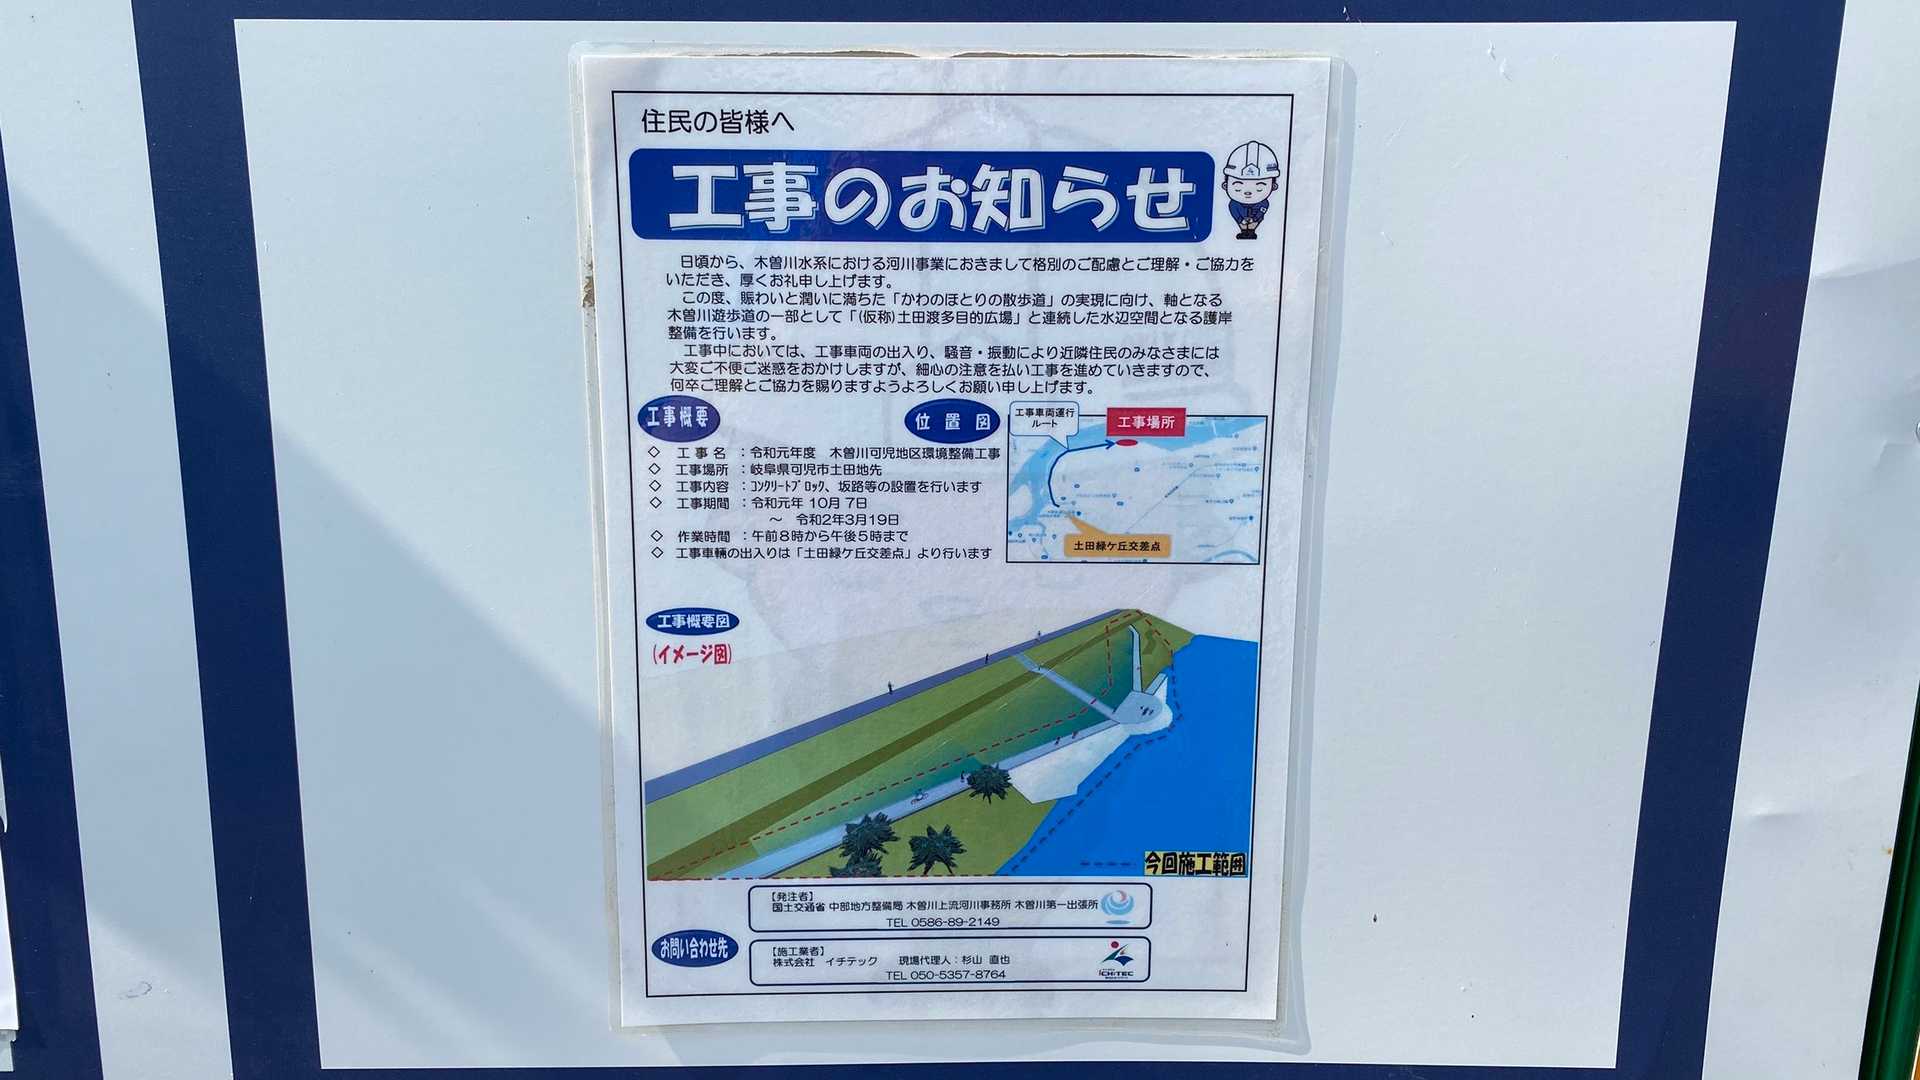 住民の皆様へ
工事のお知らせ
日頃から、木曽川水系における河川事業におきまして格別のご配慮とご理解・ご協力を
いただき、厚くお礼申し上げます。
この度、賑わいと潤いに満ちた「かわのほとりの散歩道」の実現に向け、軸となる
木曽川遊歩道の一部として「(仮称)土田渡多目的広場」と連続した水辺空間となる護岸
整備を行います。
工事中においては、工事車両の出入り、騒音・振動により近隣住民のみなさまには
大変ご不便ご迷惑をおかけしますが、細心の注意を払い工事を進めていきますので、
何卒ご理解とご協力を賜りますようよろしくお願い申し上げます。
工事概要
◇ 工事名 ：令和元年度 木曽川可児地区環境整備工事
◇ 工事場所 ：岐阜県可児市土田地先
◇ 工事内容 ：ｺﾝｸﾘｰﾄﾌﾞﾛｯｸ、坂路等の設置を行います
◇ 工事期間 ：令和元年 10月 7日
～ 令和2年3月19日
◇ 作業時間 ：午前８時から午後５時まで
◇ 工事車輛の出入りは「土田緑ケ丘交差点」より行います
位置図
工事車両運行
ルート
工事場所
土田緑ケ丘交差点
工事概要図
(イメージ図)
今回施工範囲
お問い合わせ先
【発注者】
国土交通省 中部地方整備局 木曽川上流河川事務所 木曽川第一出張所
TEL 0586-89-2149
【施工業者】
株式会社 イチテック 現場代理人：杉山 直也
TEL 050-5357-8764
ICHI-TEC